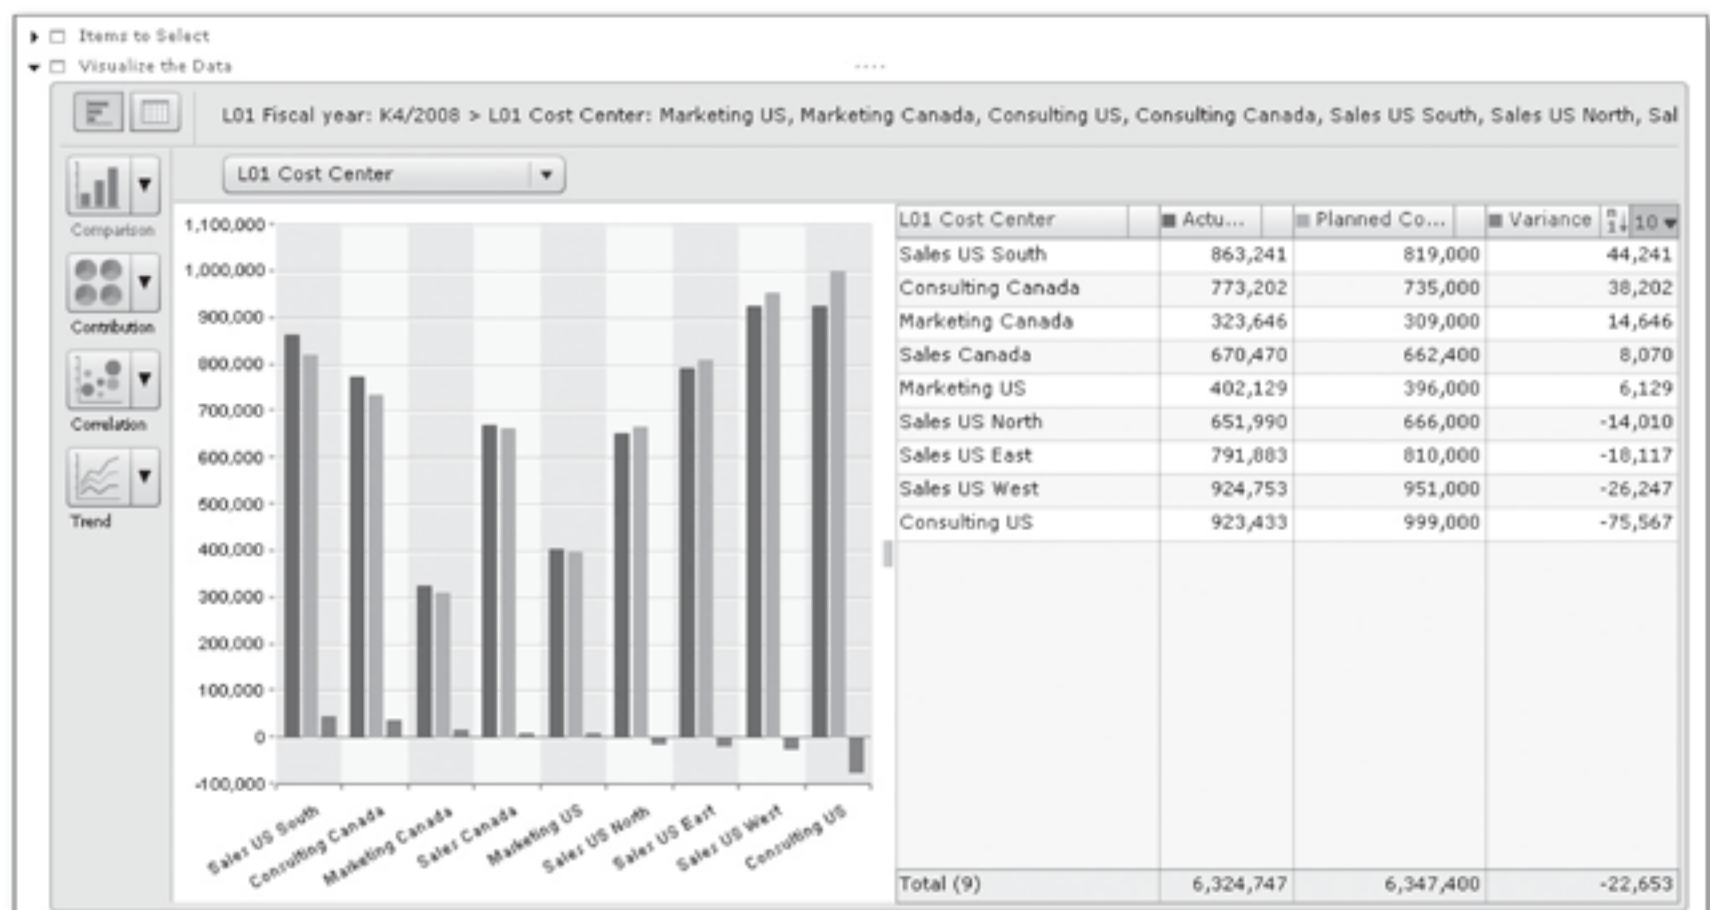 Items to Select
Visualize the Data
L01 Fiscal year: K4/2008 > L01 Cost Center: Marketing US, Marketing Canada, Consulting US, Consulting Canada, Sales US South, Sales US North, Sal
L01 Cost Center
Comparison
Contribution
Correlation
Trend
1,100,000
1,000,000
900,000
800,000
700,000
600,000
500,000
400,000
300,000
200,000
100,000
0
-100,000
Sales US South
Consulting Canada
Marketing Canada
Sales Canada
Marketing US
Sales US North
Sales US East
Sales US West
Consulting US
L01 Cost Center Actu... Planned Co... Variance 10
Sales US South 863,241 819,000 44,241
Consulting Canada 773,202 735,000 38,202
Marketing Canada 323,646 309,000 14,646
Sales Canada 670,470 662,400 8,070
Marketing US 402,129 396,000 6,129
Sales US North 651,990 666,000 -14,010
Sales US East 791,883 810,000 -18,117
Sales US West 924,753 951,000 -26,247
Consulting US 923,433 999,000 -75,567
Total (9) 6,324,747 6,347,400 -22,653